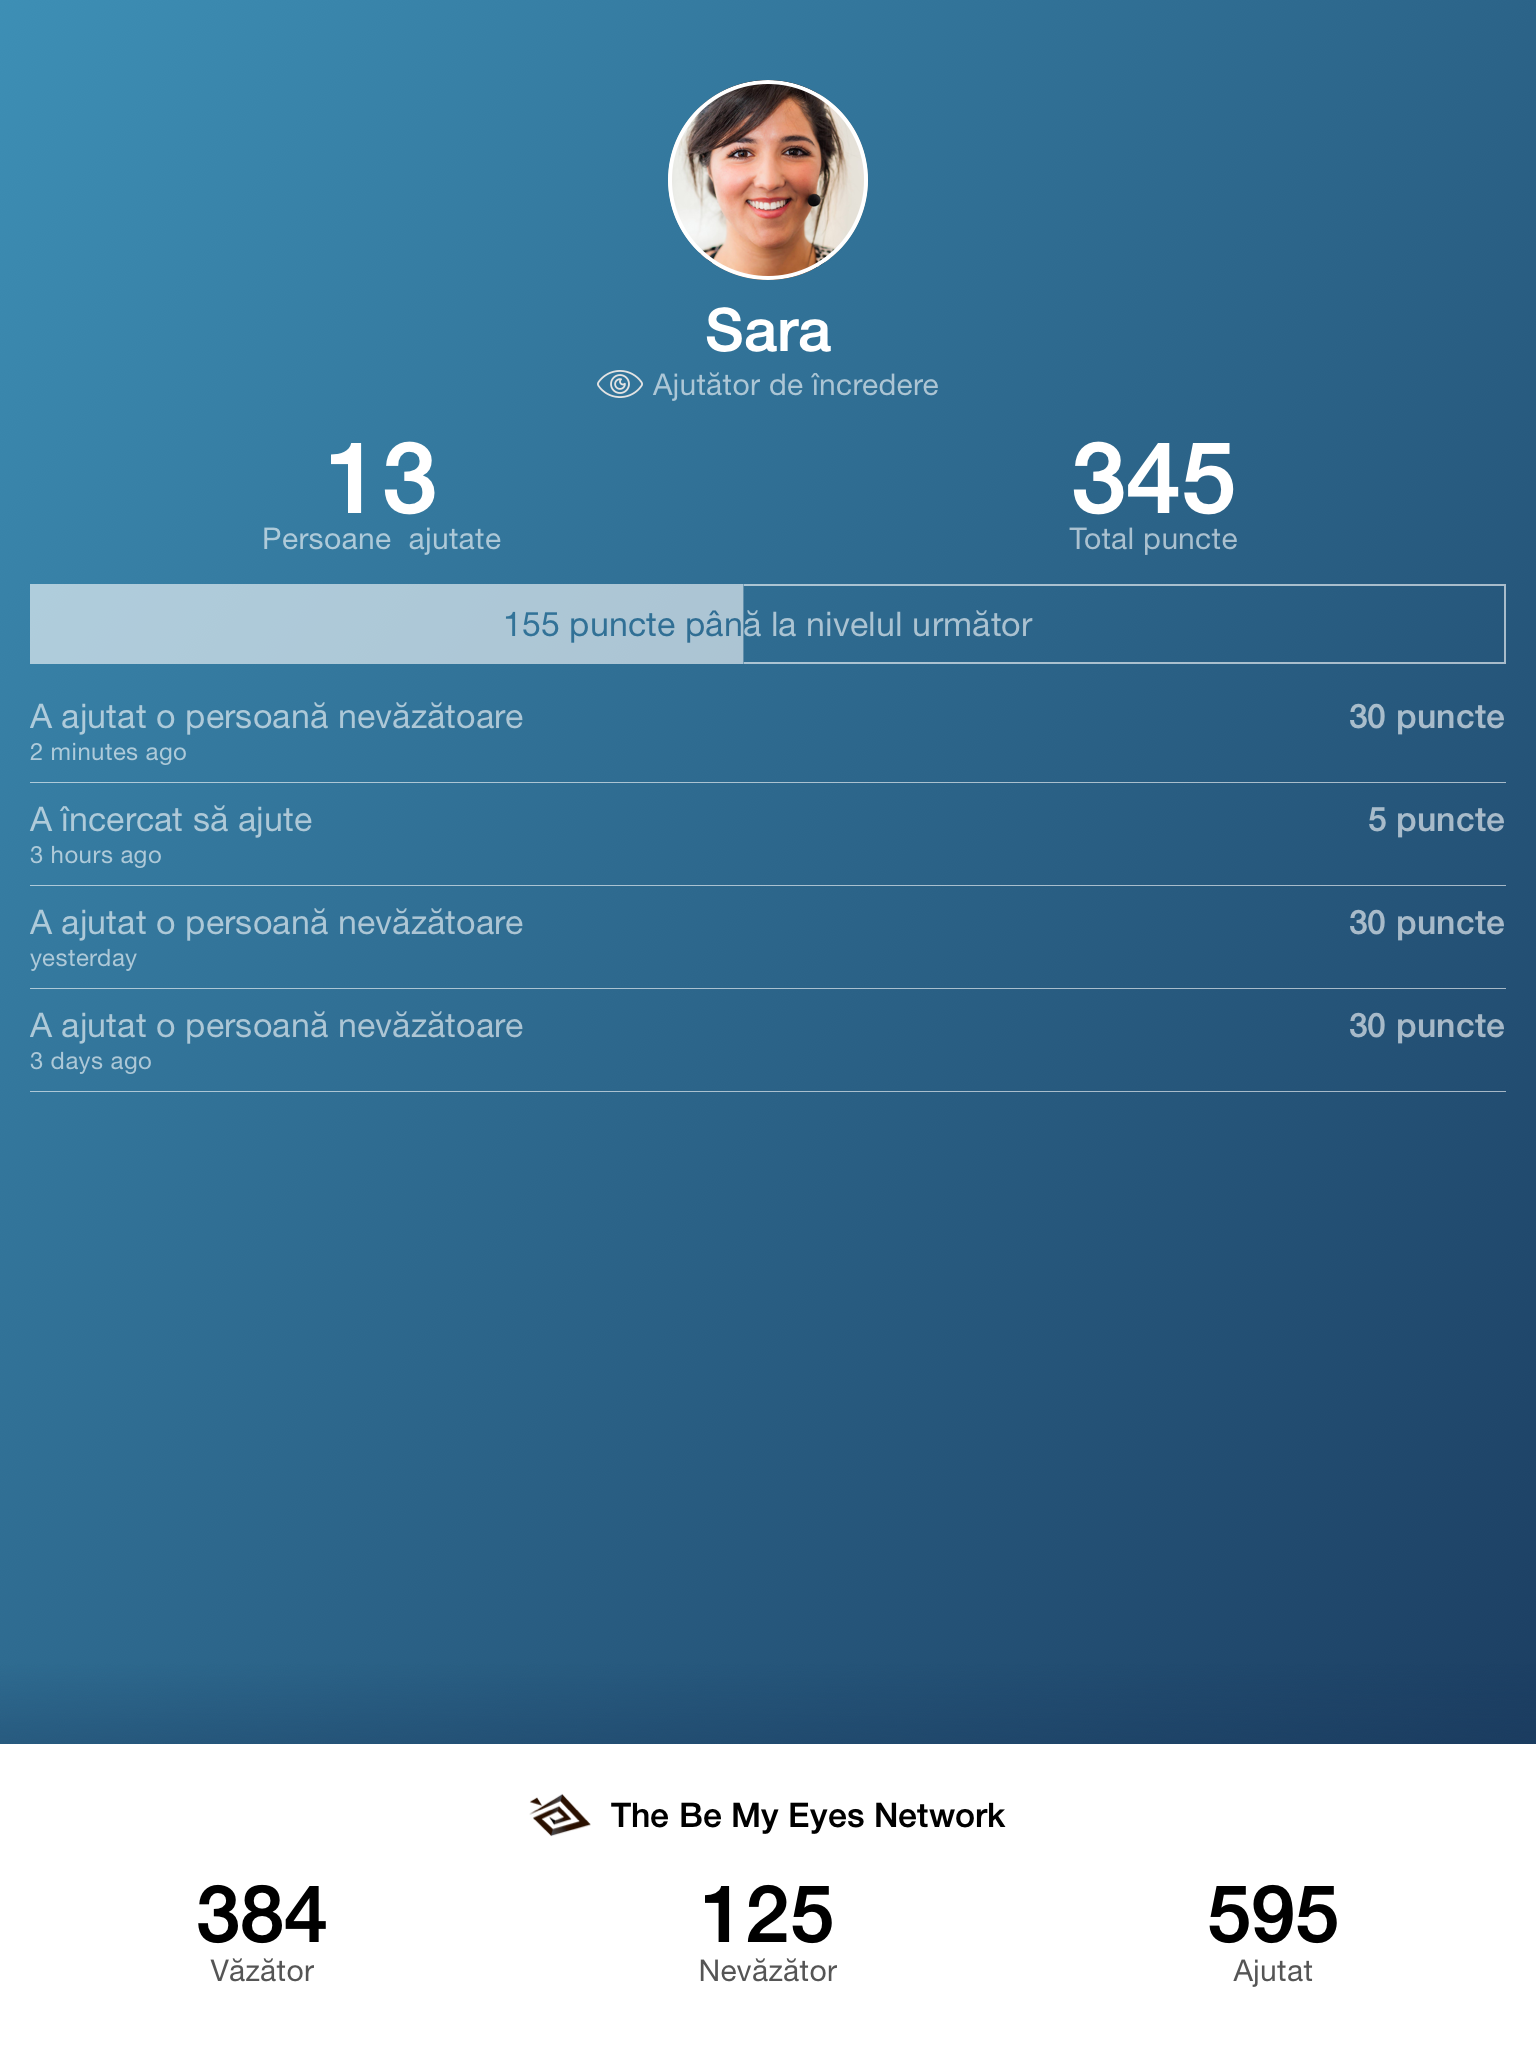 Sara
Ajutător de încredere
13
Persoane  ajutate
345
Total puncte
155 puncte până la nivelul următor
A ajutat o persoană nevăzătoare
30 puncte
2 minutes ago
A încercat să ajute
5 puncte
3 hours ago
A ajutat o persoană nevăzătoare
30 puncte
yesterday
A ajutat o persoană nevăzătoare
30 puncte
3 days ago
The Be My Eyes Network
384
Văzător
125
Nevăzător
595
Ajutat